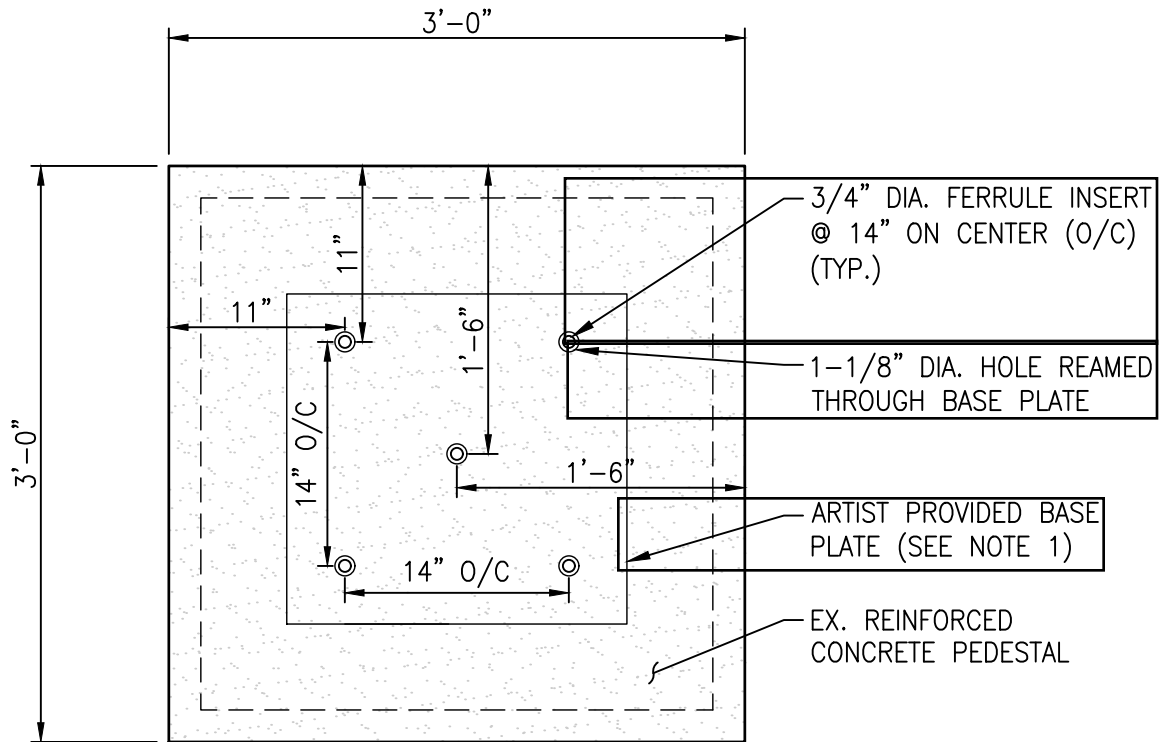 3’-0”
3/4” DIA. FERRULE INSERT
@ 14” ON CENTER (O/C)
(TYP.)
11”
11”
1’-6”
1-1/8” DIA. HOLE REAMED
THROUGH BASE PLATE
3’-0”
14” O/C
1’-6”
ARTIST PROVIDED BASE
PLATE (SEE NOTE 1)
14” O/C
EX. REINFORCED
CONCRETE PEDESTAL